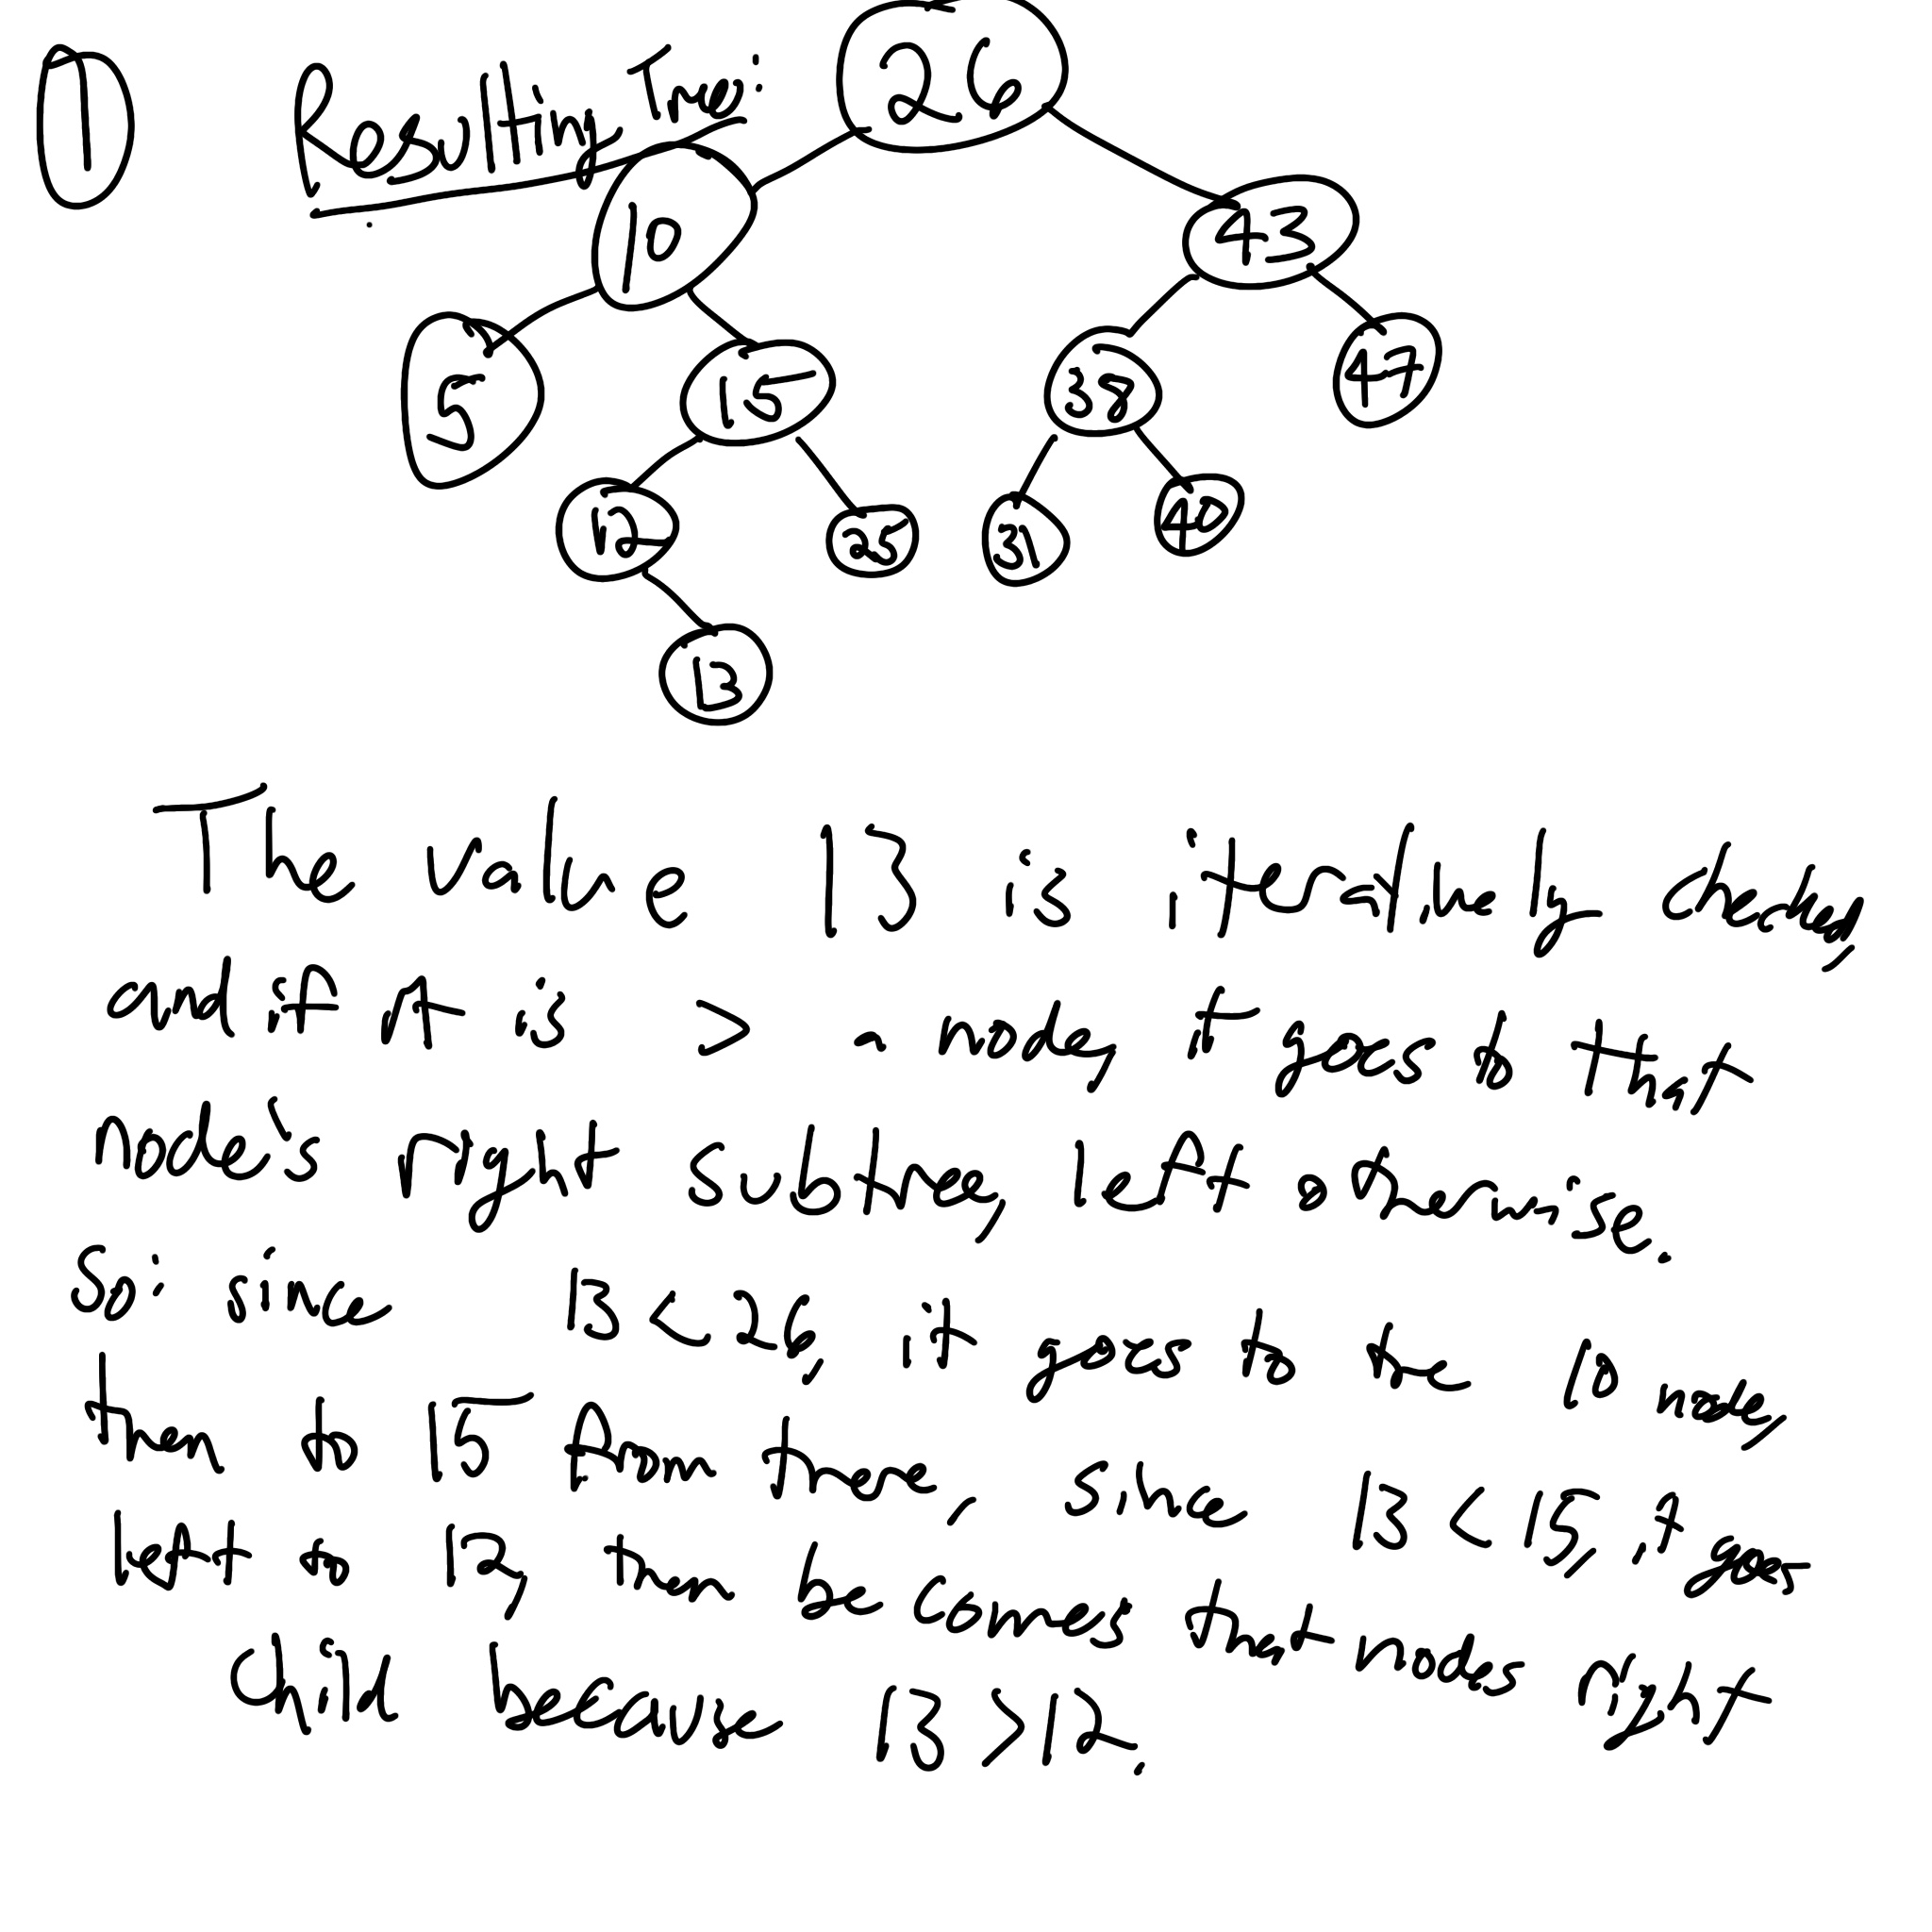 1 Resulting Tree:
26
10 43
5 15 38 47
12 25 31 40
13
The value 13 is iteratively checked,
and if it is > a node, it goes to that
node's right subtree, left otherwise.
So: since 13 < 26, it goes to the 10 node,
then to 15 from there, since 13 < 15, it goes
left to 12, then becomes that nodes right
child because 13 > 12.